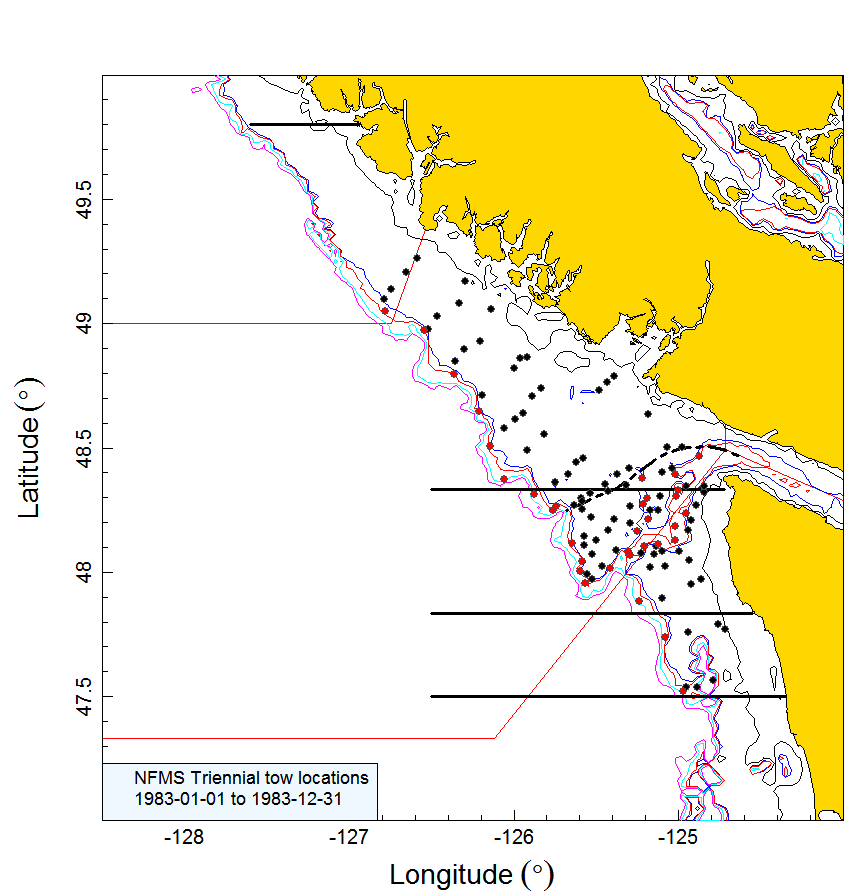 49.5
49
48.5
48
47.5
Latitude (°)
NFMS Triennial tow locations
1983-01-01 to 1983-12-31
-128
-127
-126
-125
Longitude (°)